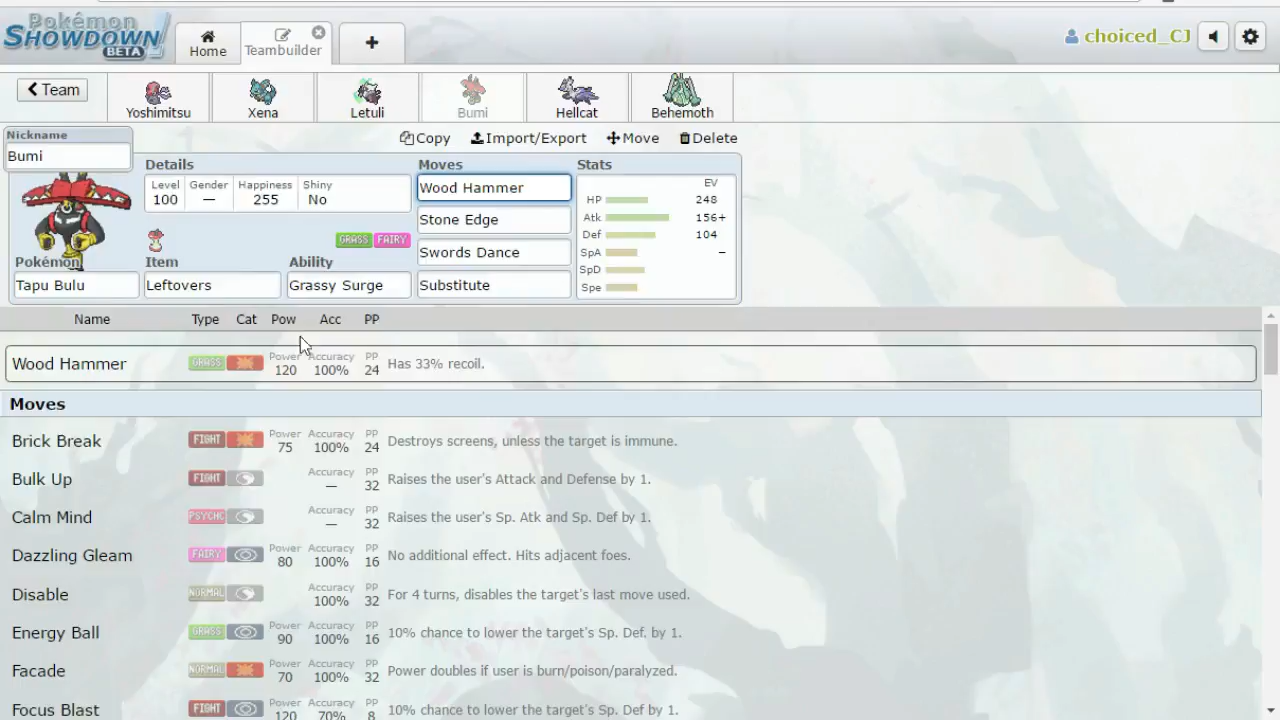 Pokémon
SHOWDOWN
BETA
Home
Teambuilder
choiced_CJ
Team
Yoshimitsu
Xena
Letuli
Bumi
Hellcat
Behemoth
Nickname
Bumi
Copy
Import/Export
Move
Delete
Details
Level
100
Gender
—
Happiness
255
Shiny
No
GRASS FAIRY
Pokémon
Tapu Bulu
Item
Leftovers
Ability
Grassy Surge
Moves
Wood Hammer
Stone Edge
Swords Dance
Substitute
Stats
EV
HP 248
Atk 156+
Def 104
SpA –
SpD
Spe
Name Type Cat Pow Acc PP
Wood Hammer GRASS Power 120 Accuracy 100% PP 24 Has 33% recoil.
Moves
Brick Break FIGHT Power 75 Accuracy 100% PP 24 Destroys screens, unless the target is immune.
Bulk Up FIGHT Accuracy — PP 32 Raises the user's Attack and Defense by 1.
Calm Mind PSYCHC Accuracy — PP 32 Raises the user's Sp. Atk and Sp. Def by 1.
Dazzling Gleam FAIRY Power 80 Accuracy 100% PP 16 No additional effect. Hits adjacent foes.
Disable NORMAL Accuracy 100% PP 32 For 4 turns, disables the target's last move used.
Energy Ball GRASS Power 90 Accuracy 100% PP 16 10% chance to lower the target's Sp. Def. by 1.
Facade NORMAL Power 70 Accuracy 100% PP 32 Power doubles if user is burn/poison/paralyzed.
Focus Blast FIGHT Power 120 Accuracy 70% PP 8 10% chance to lower the target's Sp. Def. by 1.